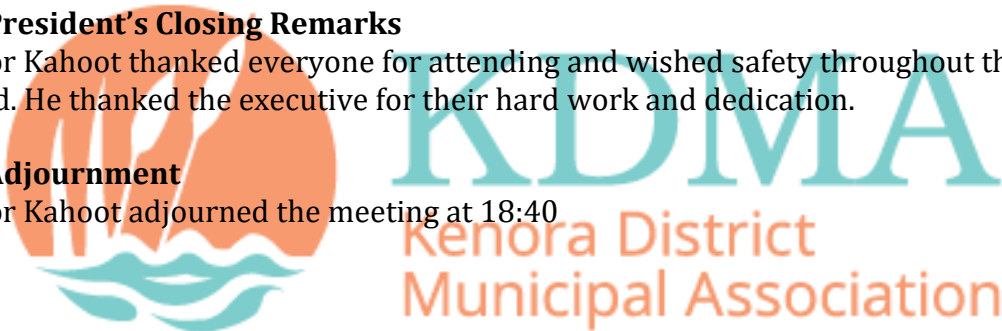 President's Closing Remarks
or Kahoot thanked everyone for attending and wished safety throughout th
d. He thanked the executive for their hard work and dedication.
Adjournment
or Kahoot adjourned the meeting at 18:40
KDMA
Kenora District
Municipal Association